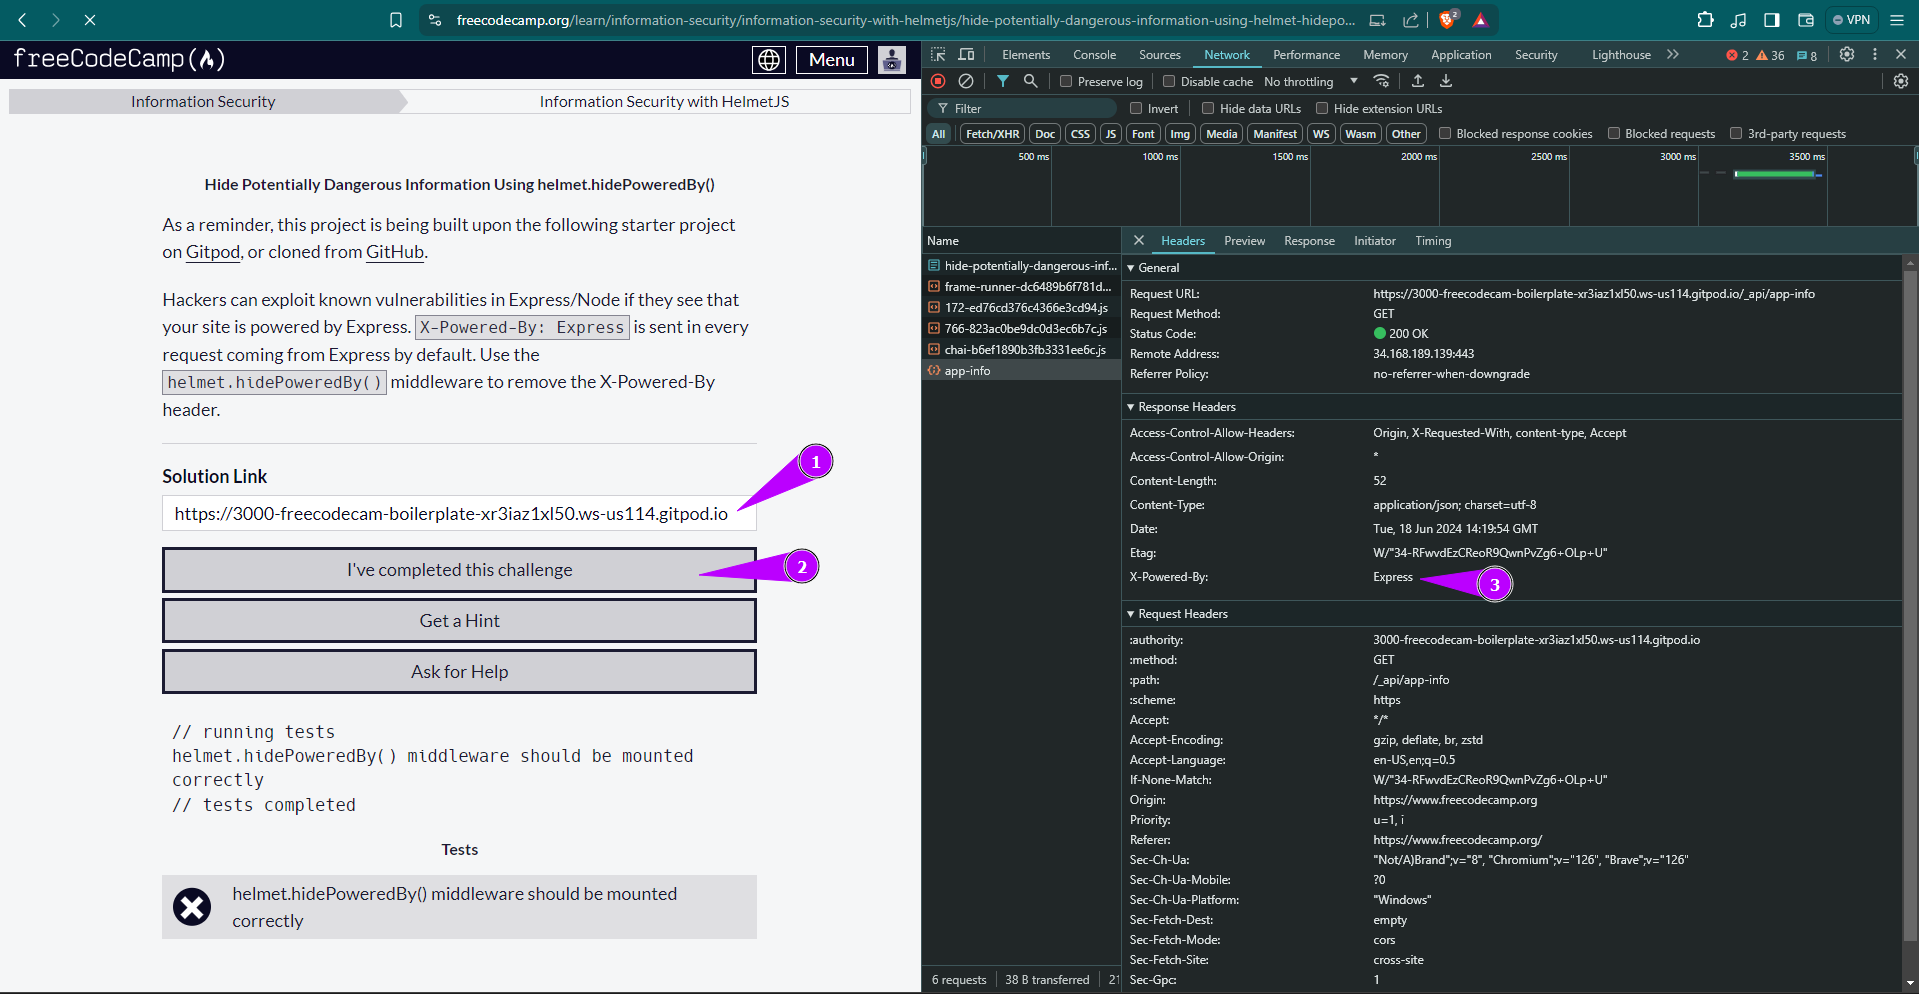 freecodecamp.org/learn/information-security/information-security-with-helmetjs/hide-potentially-dangerous-information-using-helmet-hidepo...
2
VPN
freeCodeCamp
Menu
Information Security
Information Security with HelmetJS
Hide Potentially Dangerous Information Using helmet.hidePoweredBy()
As a reminder, this project is being built upon the following starter project
on Gitpod, or cloned from GitHub.
Hackers can exploit known vulnerabilities in Express/Node if they see that
your site is powered by Express. X-Powered-By: Express is sent in every
request coming from Express by default. Use the
helmet.hidePoweredBy() middleware to remove the X-Powered-By
header.
Solution Link
1
https://3000-freecodecam-boilerplate-xr3iaz1xl50.ws-us114.gitpod.io
I've completed this challenge
2
Get a Hint
Ask for Help
// running tests
helmet.hidePoweredBy() middleware should be mounted
correctly
// tests completed
Tests
helmet.hidePoweredBy() middleware should be mounted
correctly
Elements Console Sources Network Performance Memory Application Security Lighthouse 2 36 8
Preserve log Disable cache No throttling
Filter Invert Hide data URLs Hide extension URLs
All Fetch/XHR Doc CSS JS Font Img Media Manifest WS Wasm Other Blocked response cookies Blocked requests 3rd-party requests
500 ms 1000 ms 1500 ms 2000 ms 2500 ms 3000 ms 3500 ms
Name
hide-potentially-dangerous-inf...
frame-runner-dc6489b6f781d...
172-ed76cd376c4366e3cd94.js
766-823ac0be9dc0d3ec6b7c.js
chai-b6ef1890b3fb3331ee6c.js
app-info
6 requests 38 B transferred 21
Headers Preview Response Initiator Timing
General
Request URL: https://3000-freecodecam-boilerplate-xr3iaz1xl50.ws-us114.gitpod.io/_api/app-info
Request Method: GET
Status Code: 200 OK
Remote Address: 34.168.189.139:443
Referrer Policy: no-referrer-when-downgrade
Response Headers
Access-Control-Allow-Headers: Origin, X-Requested-With, content-type, Accept
Access-Control-Allow-Origin: *
Content-Length: 52
Content-Type: application/json; charset=utf-8
Date: Tue, 18 Jun 2024 14:19:54 GMT
Etag: W/"34-RFwvdEzCReoR9QwnPvZg6+OLp+U"
X-Powered-By: Express
3
Request Headers
:authority: 3000-freecodecam-boilerplate-xr3iaz1xl50.ws-us114.gitpod.io
:method: GET
:path: /_api/app-info
:scheme: https
Accept: */*
Accept-Encoding: gzip, deflate, br, zstd
Accept-Language: en-US,en;q=0.5
If-None-Match: W/"34-RFwvdEzCReoR9QwnPvZg6+OLp+U"
Origin: https://www.freecodecamp.org
Priority: u=1, i
Referer: https://www.freecodecamp.org/
Sec-Ch-Ua: "Not/A)Brand";v="8", "Chromium";v="126", "Brave";v="126"
Sec-Ch-Ua-Mobile: ?0
Sec-Ch-Ua-Platform: "Windows"
Sec-Fetch-Dest: empty
Sec-Fetch-Mode: cors
Sec-Fetch-Site: cross-site
Sec-Gpc: 1